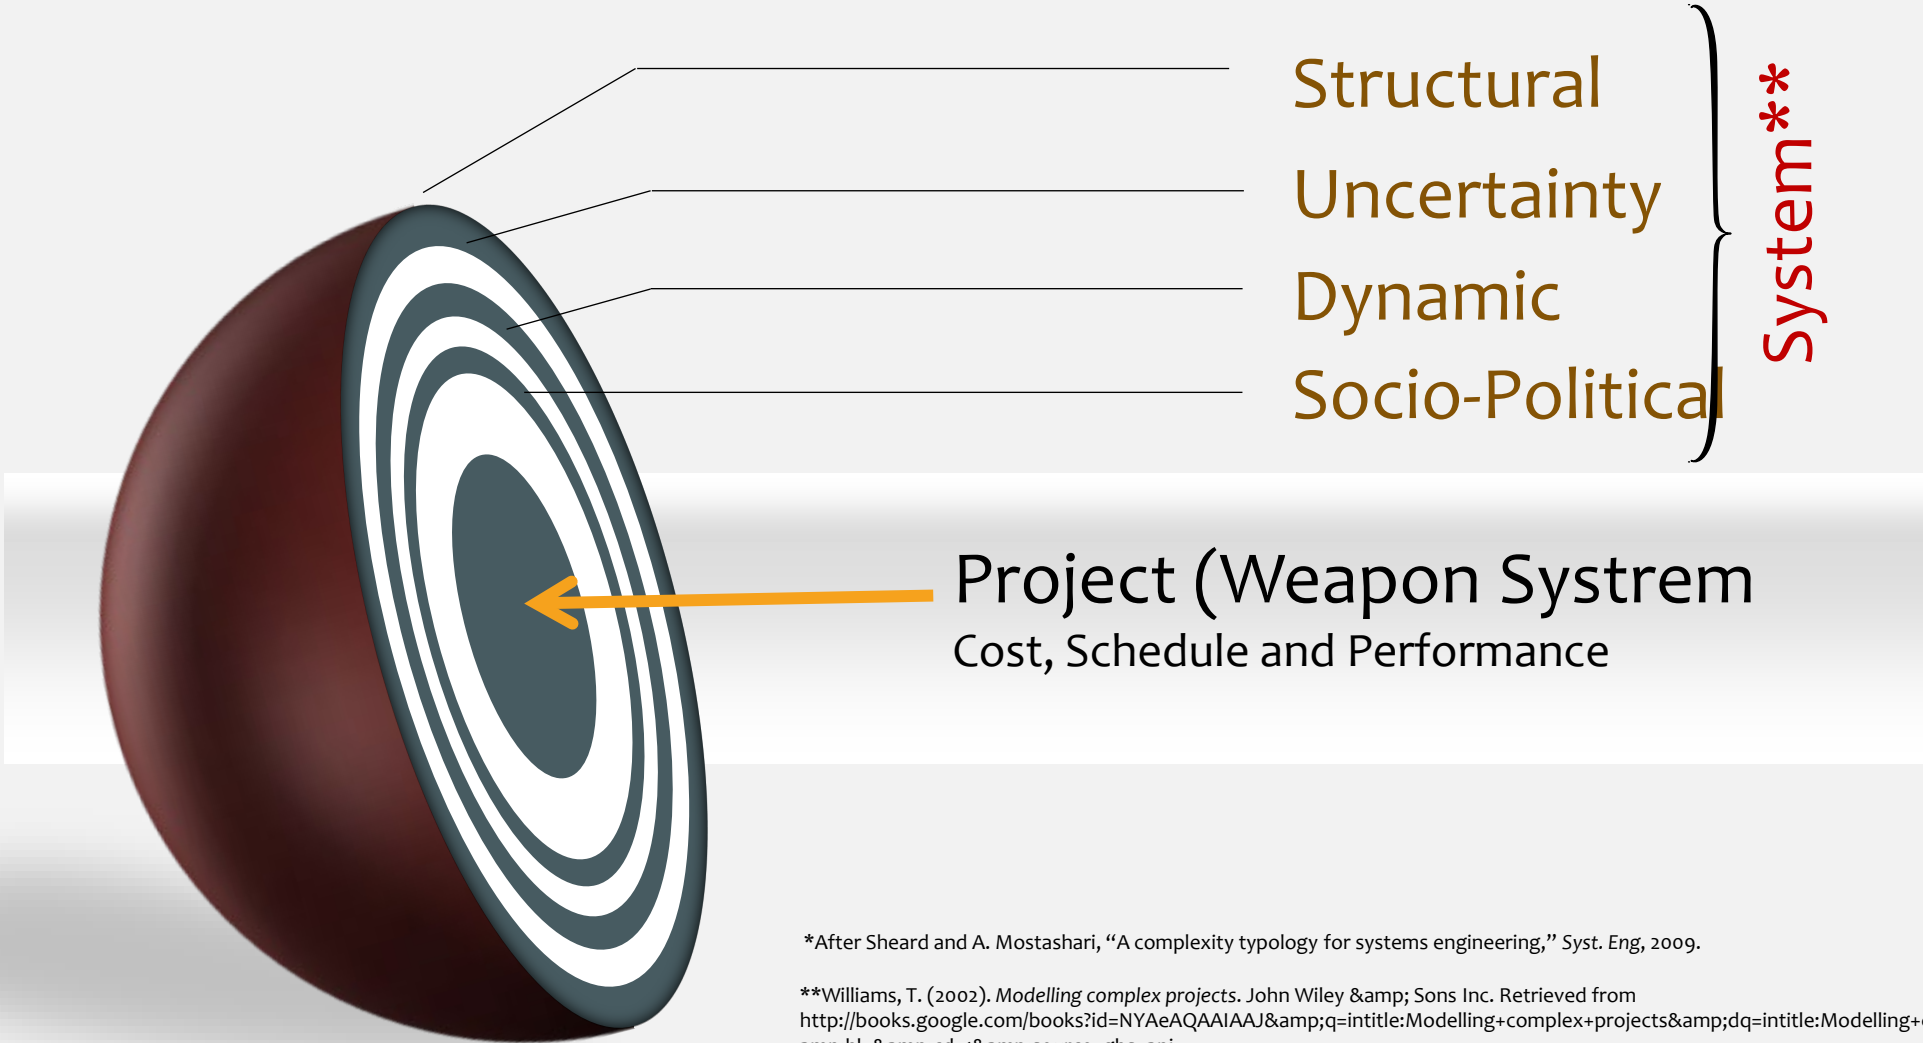 Structural
Uncertainty
Dynamic
Socio-Political
System**
Project (Weapon Systrem
Cost, Schedule and Performance
*After Sheard and A. Mostashari, “A complexity typology for systems engineering,” Syst. Eng, 2009.
**Williams, T. (2002). Modelling complex projects. John Wiley &amp; Sons Inc. Retrieved from
http://books.google.com/books?id=NYAeAQAAIAAJ&amp;q=intitle:Modelling+complex+projects&amp;dq=intitle:Modelling+